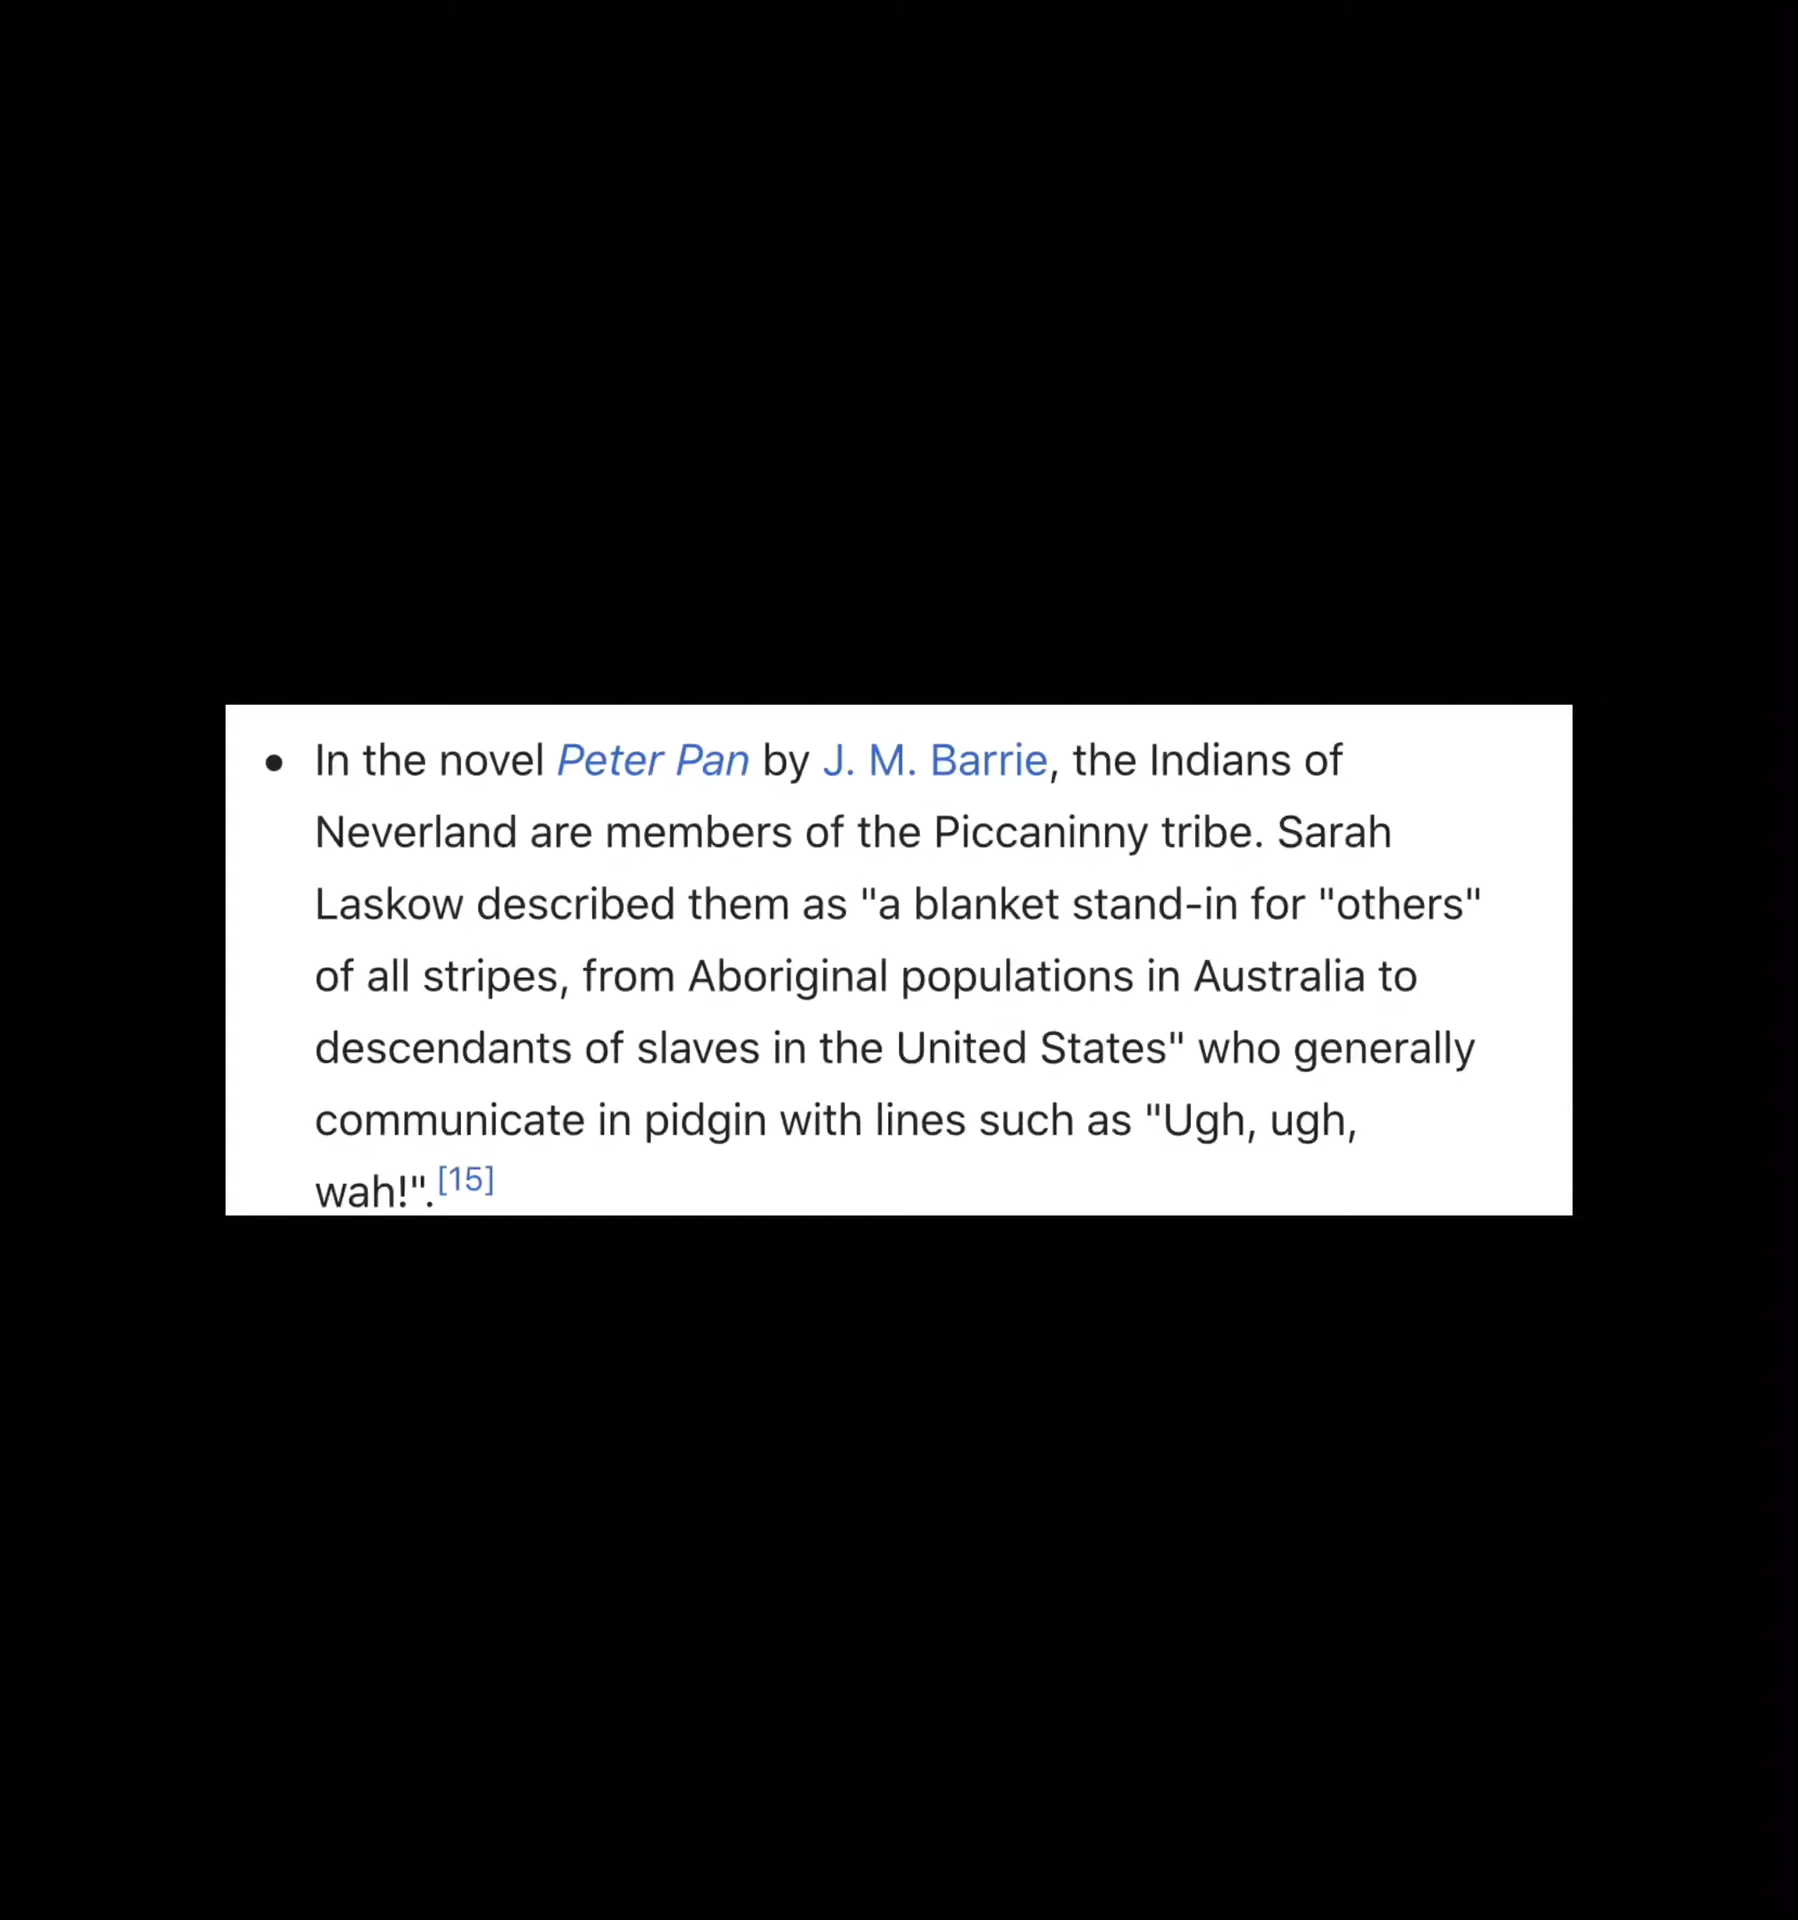 • In the novel Peter Pan by J. M. Barrie, the Indians of
Neverland are members of the Piccaninny tribe. Sarah
Laskow described them as "a blanket stand-in for "others"
of all stripes, from Aboriginal populations in Australia to
descendants of slaves in the United States" who generally
communicate in pidgin with lines such as "Ugh, ugh,
wah!".[15]